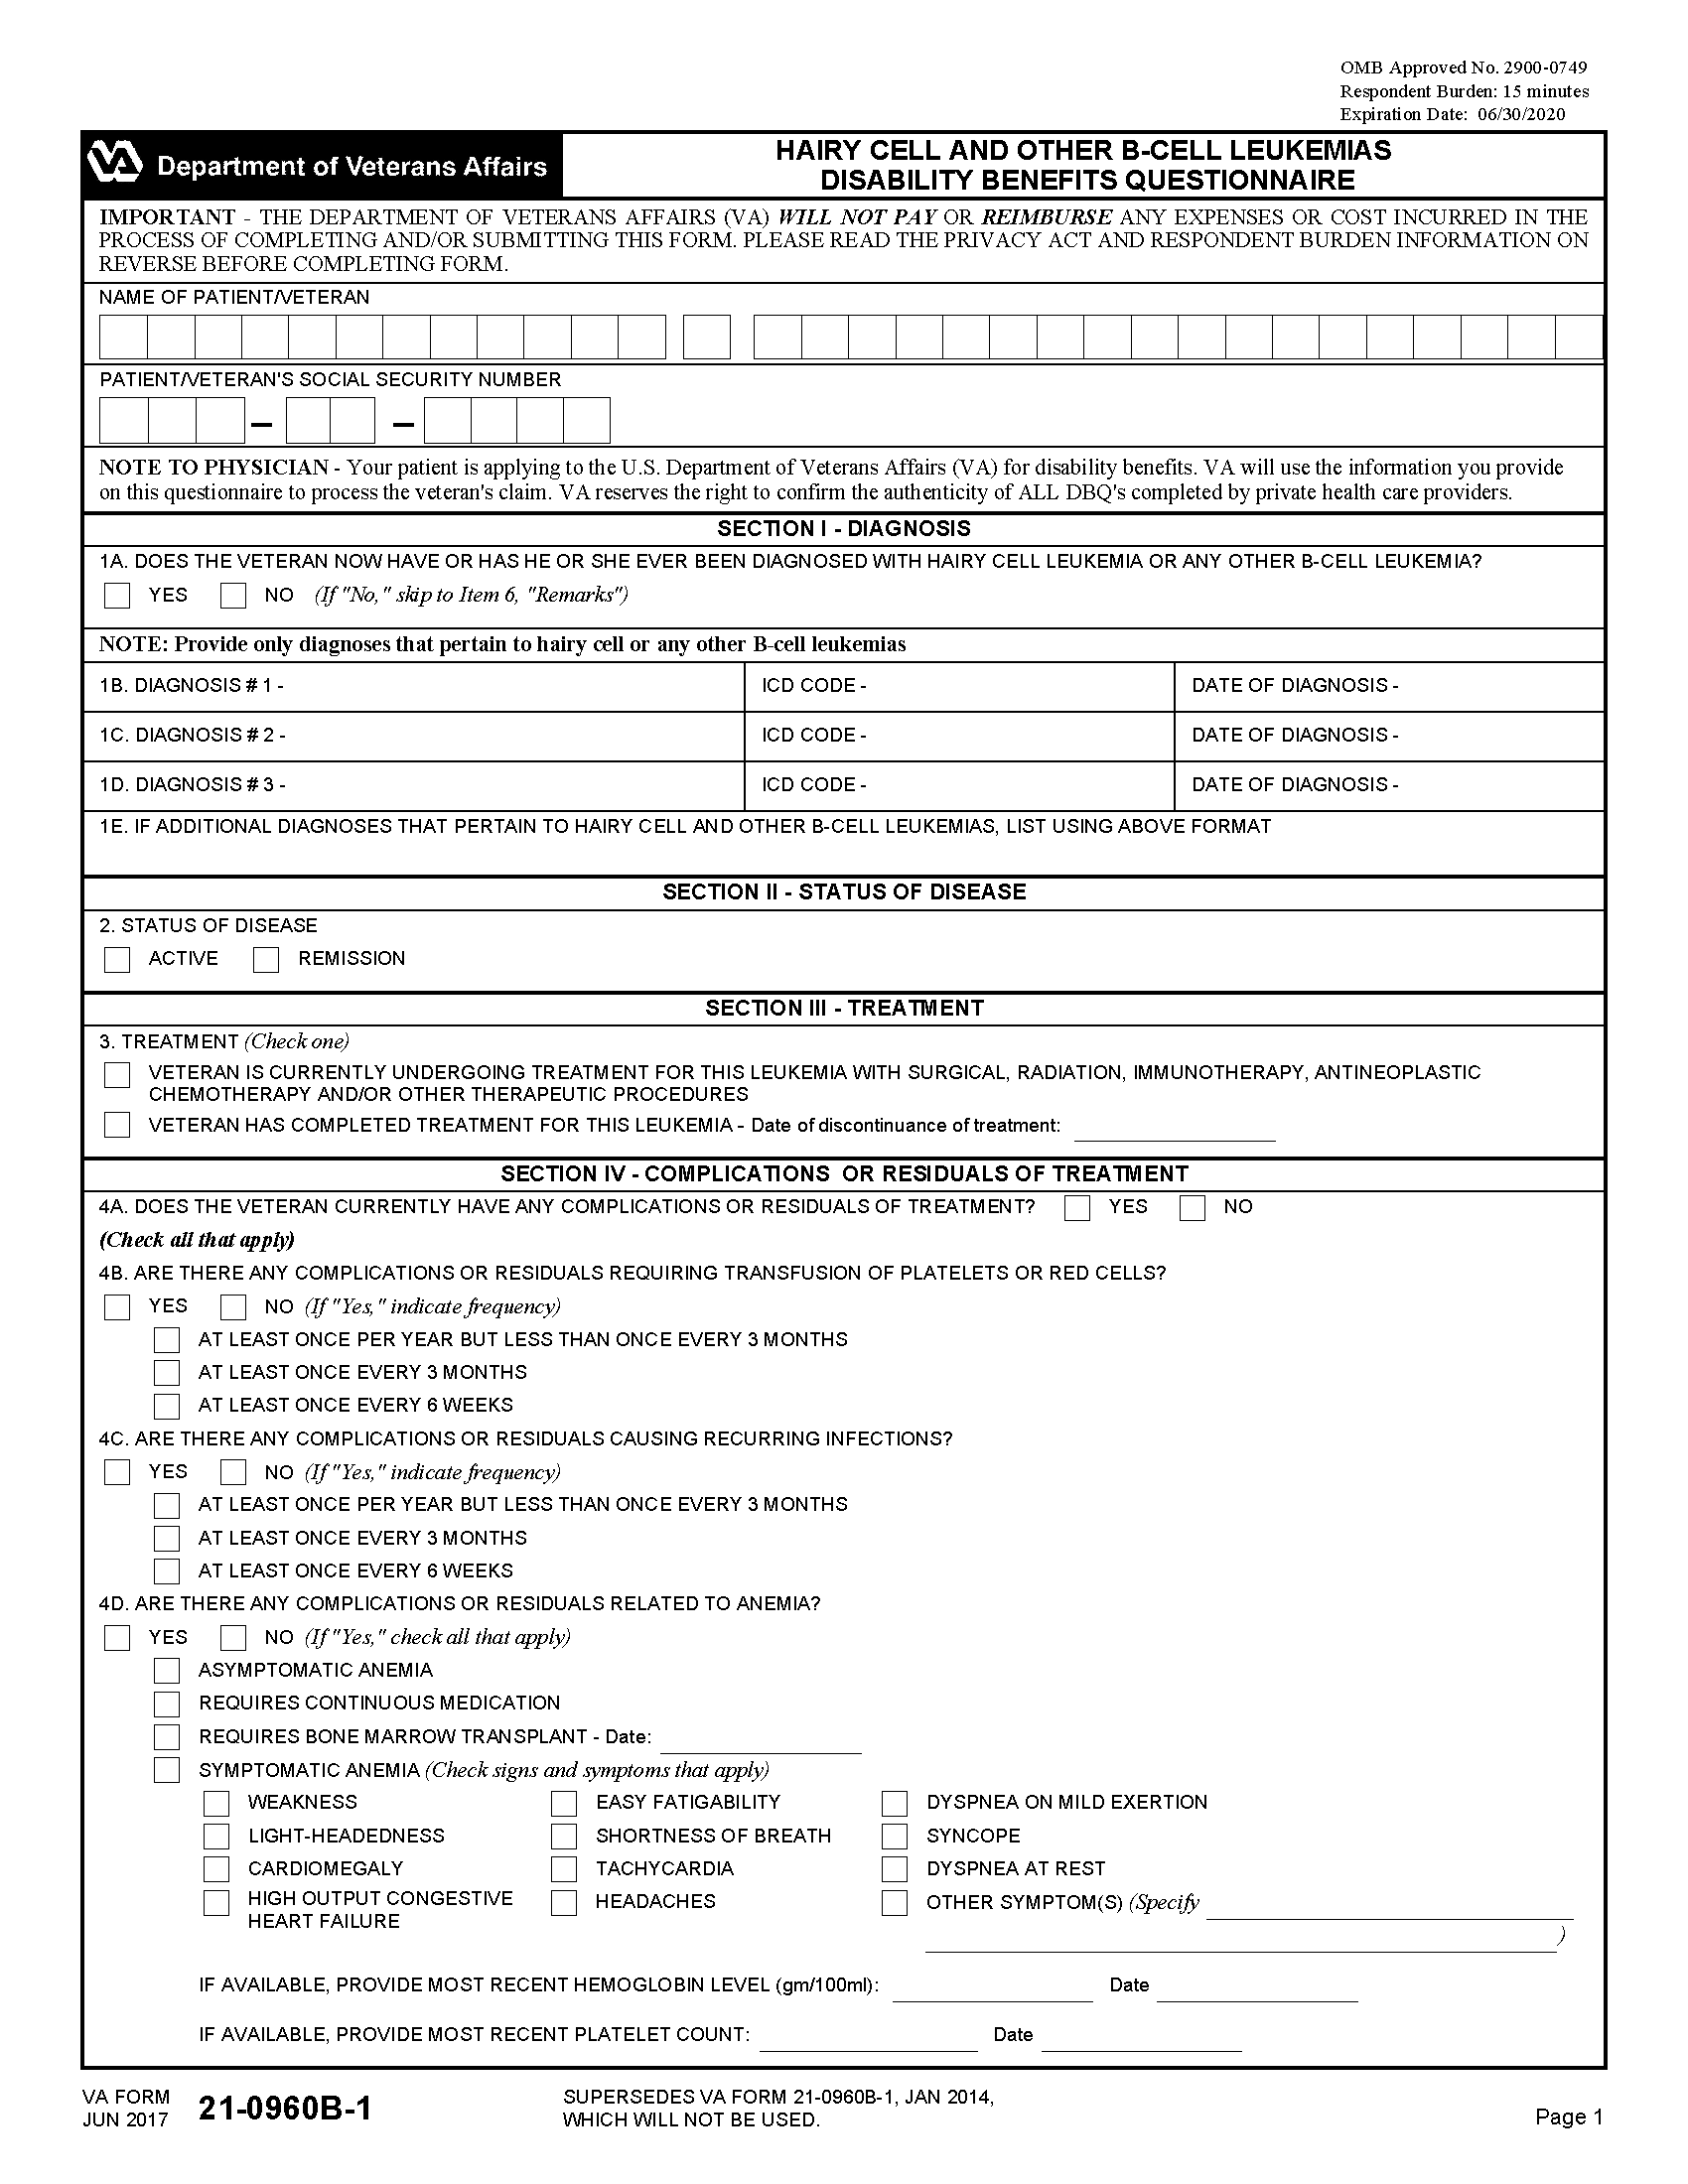 OMB Approved No. 2900-0749
Respondent Burden: 15 minutes
Expiration Date: 06/30/2020
VA Department of Veterans Affairs
HAIRY CELL AND OTHER B-CELL LEUKEMIAS
DISABILITY BENEFITS QUESTIONNAIRE
IMPORTANT - THE DEPARTMENT OF VETERANS AFFAIRS (VA) WILL NOT PAY OR REIMBURSE ANY EXPENSES OR COST INCURRED IN THE
PROCESS OF COMPLETING AND/OR SUBMITTING THIS FORM. PLEASE READ THE PRIVACY ACT AND RESPONDENT BURDEN INFORMATION ON
REVERSE BEFORE COMPLETING FORM.
NAME OF PATIENT/VETERAN
PATIENT/VETERAN'S SOCIAL SECURITY NUMBER
– –
NOTE TO PHYSICIAN - Your patient is applying to the U.S. Department of Veterans Affairs (VA) for disability benefits. VA will use the information you provide
on this questionnaire to process the veteran's claim. VA reserves the right to confirm the authenticity of ALL DBQ's completed by private health care providers.
SECTION I - DIAGNOSIS
1A. DOES THE VETERAN NOW HAVE OR HAS HE OR SHE EVER BEEN DIAGNOSED WITH HAIRY CELL LEUKEMIA OR ANY OTHER B-CELL LEUKEMIA?
YES NO (If "No," skip to Item 6, "Remarks")
NOTE: Provide only diagnoses that pertain to hairy cell or any other B-cell leukemias
1B. DIAGNOSIS # 1 - ICD CODE - DATE OF DIAGNOSIS -
1C. DIAGNOSIS # 2 - ICD CODE - DATE OF DIAGNOSIS -
1D. DIAGNOSIS # 3 - ICD CODE - DATE OF DIAGNOSIS -
1E. IF ADDITIONAL DIAGNOSES THAT PERTAIN TO HAIRY CELL AND OTHER B-CELL LEUKEMIAS, LIST USING ABOVE FORMAT
SECTION II - STATUS OF DISEASE
2. STATUS OF DISEASE
ACTIVE REMISSION
SECTION III - TREATMENT
3. TREATMENT (Check one)
VETERAN IS CURRENTLY UNDERGOING TREATMENT FOR THIS LEUKEMIA WITH SURGICAL, RADIATION, IMMUNOTHERAPY, ANTINEOPLASTIC
CHEMOTHERAPY AND/OR OTHER THERAPEUTIC PROCEDURES
VETERAN HAS COMPLETED TREATMENT FOR THIS LEUKEMIA - Date of discontinuance of treatment:
SECTION IV - COMPLICATIONS OR RESIDUALS OF TREATMENT
4A. DOES THE VETERAN CURRENTLY HAVE ANY COMPLICATIONS OR RESIDUALS OF TREATMENT? YES NO
(Check all that apply)
4B. ARE THERE ANY COMPLICATIONS OR RESIDUALS REQUIRING TRANSFUSION OF PLATELETS OR RED CELLS?
YES NO (If "Yes," indicate frequency)
AT LEAST ONCE PER YEAR BUT LESS THAN ONCE EVERY 3 MONTHS
AT LEAST ONCE EVERY 3 MONTHS
AT LEAST ONCE EVERY 6 WEEKS
4C. ARE THERE ANY COMPLICATIONS OR RESIDUALS CAUSING RECURRING INFECTIONS?
YES NO (If "Yes," indicate frequency)
AT LEAST ONCE PER YEAR BUT LESS THAN ONCE EVERY 3 MONTHS
AT LEAST ONCE EVERY 3 MONTHS
AT LEAST ONCE EVERY 6 WEEKS
4D. ARE THERE ANY COMPLICATIONS OR RESIDUALS RELATED TO ANEMIA?
YES NO (If "Yes," check all that apply)
ASYMPTOMATIC ANEMIA
REQUIRES CONTINUOUS MEDICATION
REQUIRES BONE MARROW TRANSPLANT - Date:
SYMPTOMATIC ANEMIA (Check signs and symptoms that apply)
WEAKNESS EASY FATIGABILITY DYSPNEA ON MILD EXERTION
LIGHT-HEADEDNESS SHORTNESS OF BREATH SYNCOPE
CARDIOMEGALY TACHYCARDIA DYSPNEA AT REST
HIGH OUTPUT CONGESTIVE HEADACHES OTHER SYMPTOM(S) (Specify
HEART FAILURE )
IF AVAILABLE, PROVIDE MOST RECENT HEMOGLOBIN LEVEL (gm/100ml): Date
IF AVAILABLE, PROVIDE MOST RECENT PLATELET COUNT: Date
VA FORM
JUN 2017 21-0960B-1
SUPERSEDES VA FORM 21-0960B-1, JAN 2014,
WHICH WILL NOT BE USED.
Page 1